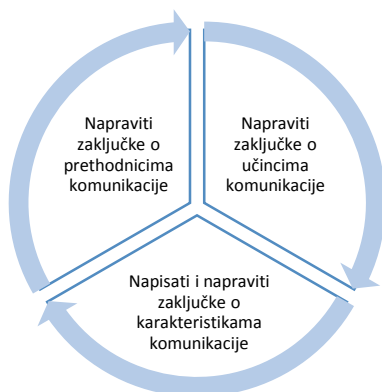 Napraviti
zaključke o
prethodnicima
komunikacije
Napraviti
zaključke o
učincima
komunikacije
Napisati i napraviti
zaključke o
karakteristikama
komunikacije